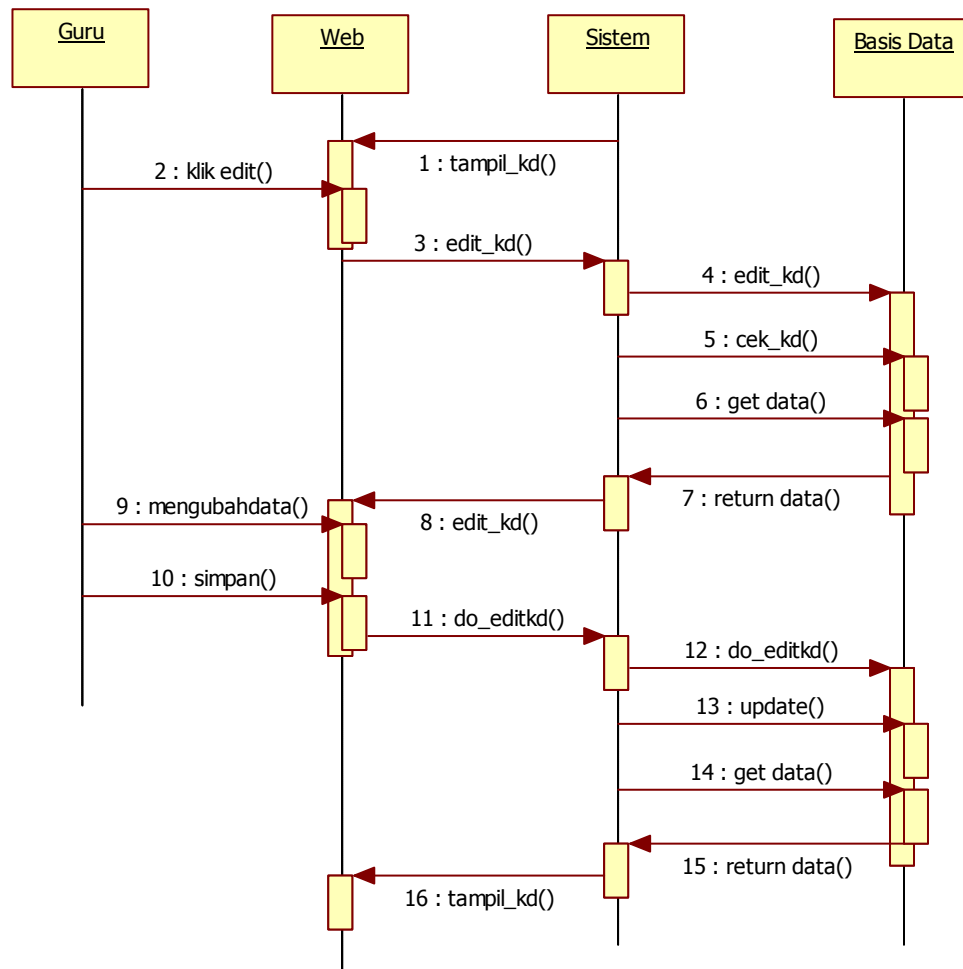 Guru
Web
Sistem
Basis Data
1 : tampil_kd()
2 : klik edit()
3 : edit_kd()
4 : edit_kd()
5 : cek_kd()
6 : get data()
7 : return data()
8 : edit_kd()
9 : mengubahdata()
10 : simpan()
11 : do_editkd()
12 : do_editkd()
13 : update()
14 : get data()
15 : return data()
16 : tampil_kd()